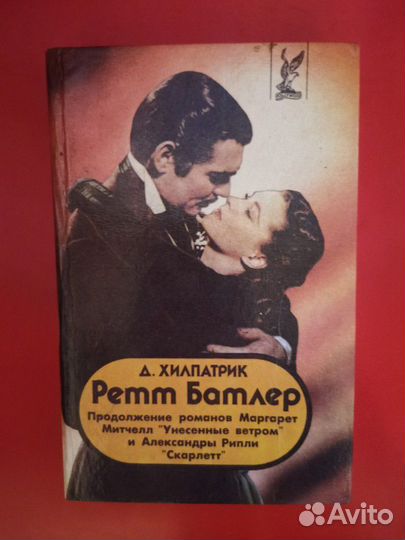 Д. ХИЛПАТРИК
Ретт Батлер
Продолжение романов Маргарет
Митчелл "Унесенные ветром"
и Александры Рипли
"Скарлетт"
Avito